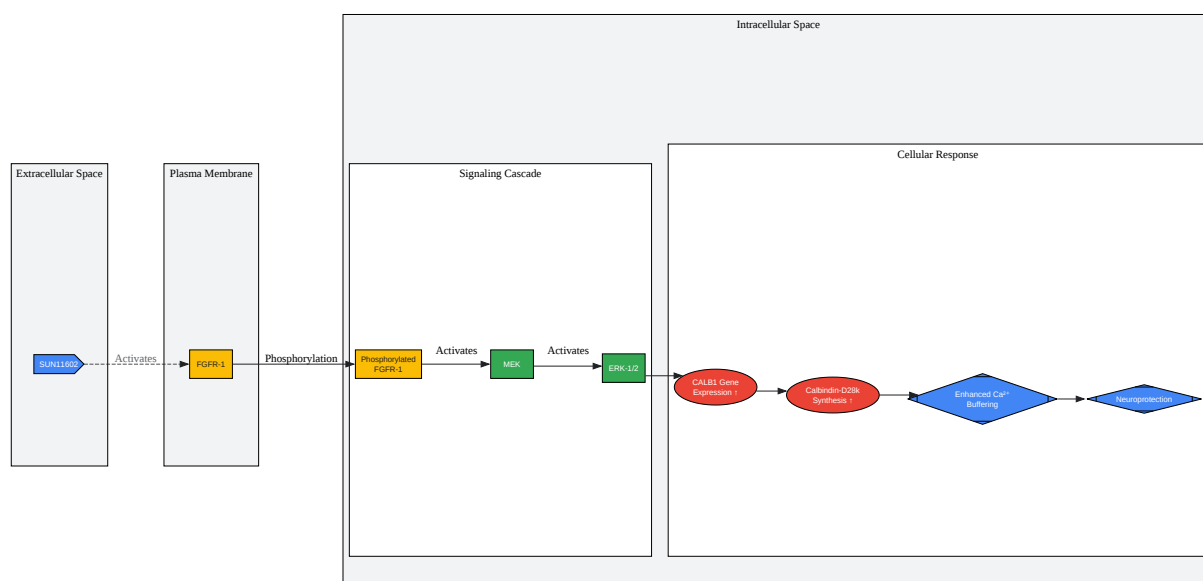 Intracellular Space
Cellular Response
Extracellular Space
Plasma Membrane
Signaling Cascade
SUN11602
Activates
FGFR-1
Phosphorylation
Phosphorylated
FGFR-1
Activates
MEK
Activates
ERK-1/2
CALB1 Gene
Expression ↑
Calbindin-D28k
Synthesis ↑
Enhanced Ca²⁺
Buffering
Neuroprotection